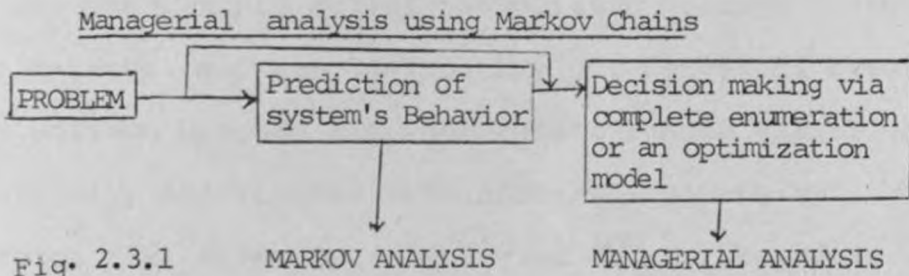 Managerial analysis using Markov Chains
PROBLEM
Prediction of
system's Behavior
Decision making via
complete enumeration
or an optimization
model
Fig. 2.3.1
MARKOV ANALYSIS
MANAGERIAL ANALYSIS